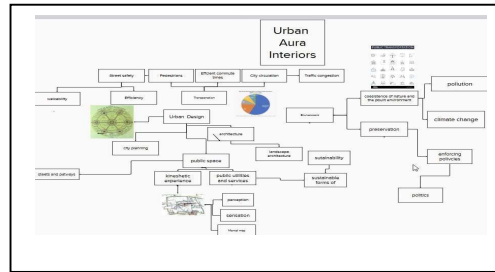 Urban
Aura
Interiors
Street safety
Pedestrians
Efficient commute
times
City circulation
Traffic congestion
walkability
Efficiency
Transportation
Urban Design
architecture
city planning
landscape
architecture
public space
streets and pathways
kinesthetic
experience
public utilities
and services
sustainability
sustainable
forms of
perception
sensation
Mental map
Environment
coexistence of nature and
the plush environment
pollution
climate change
preservation
enforcing
policies
politics